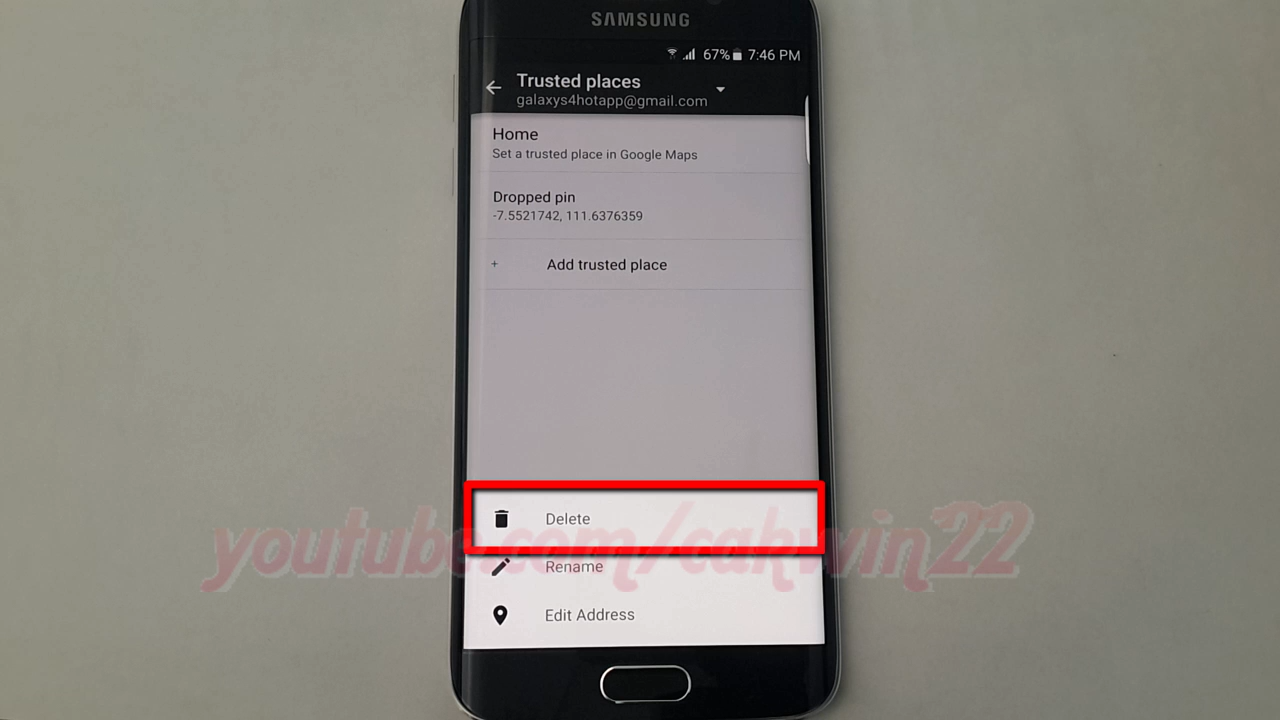 SAMSUNG
67% 7:46 PM
Trusted places
galaxys4hotapp@gmail.com
Home
Set a trusted place in Google Maps
Dropped pin
-7.5521742, 111.6376359
+ Add trusted place
Delete
youtube.com/cakwin22
Rename
Edit Address